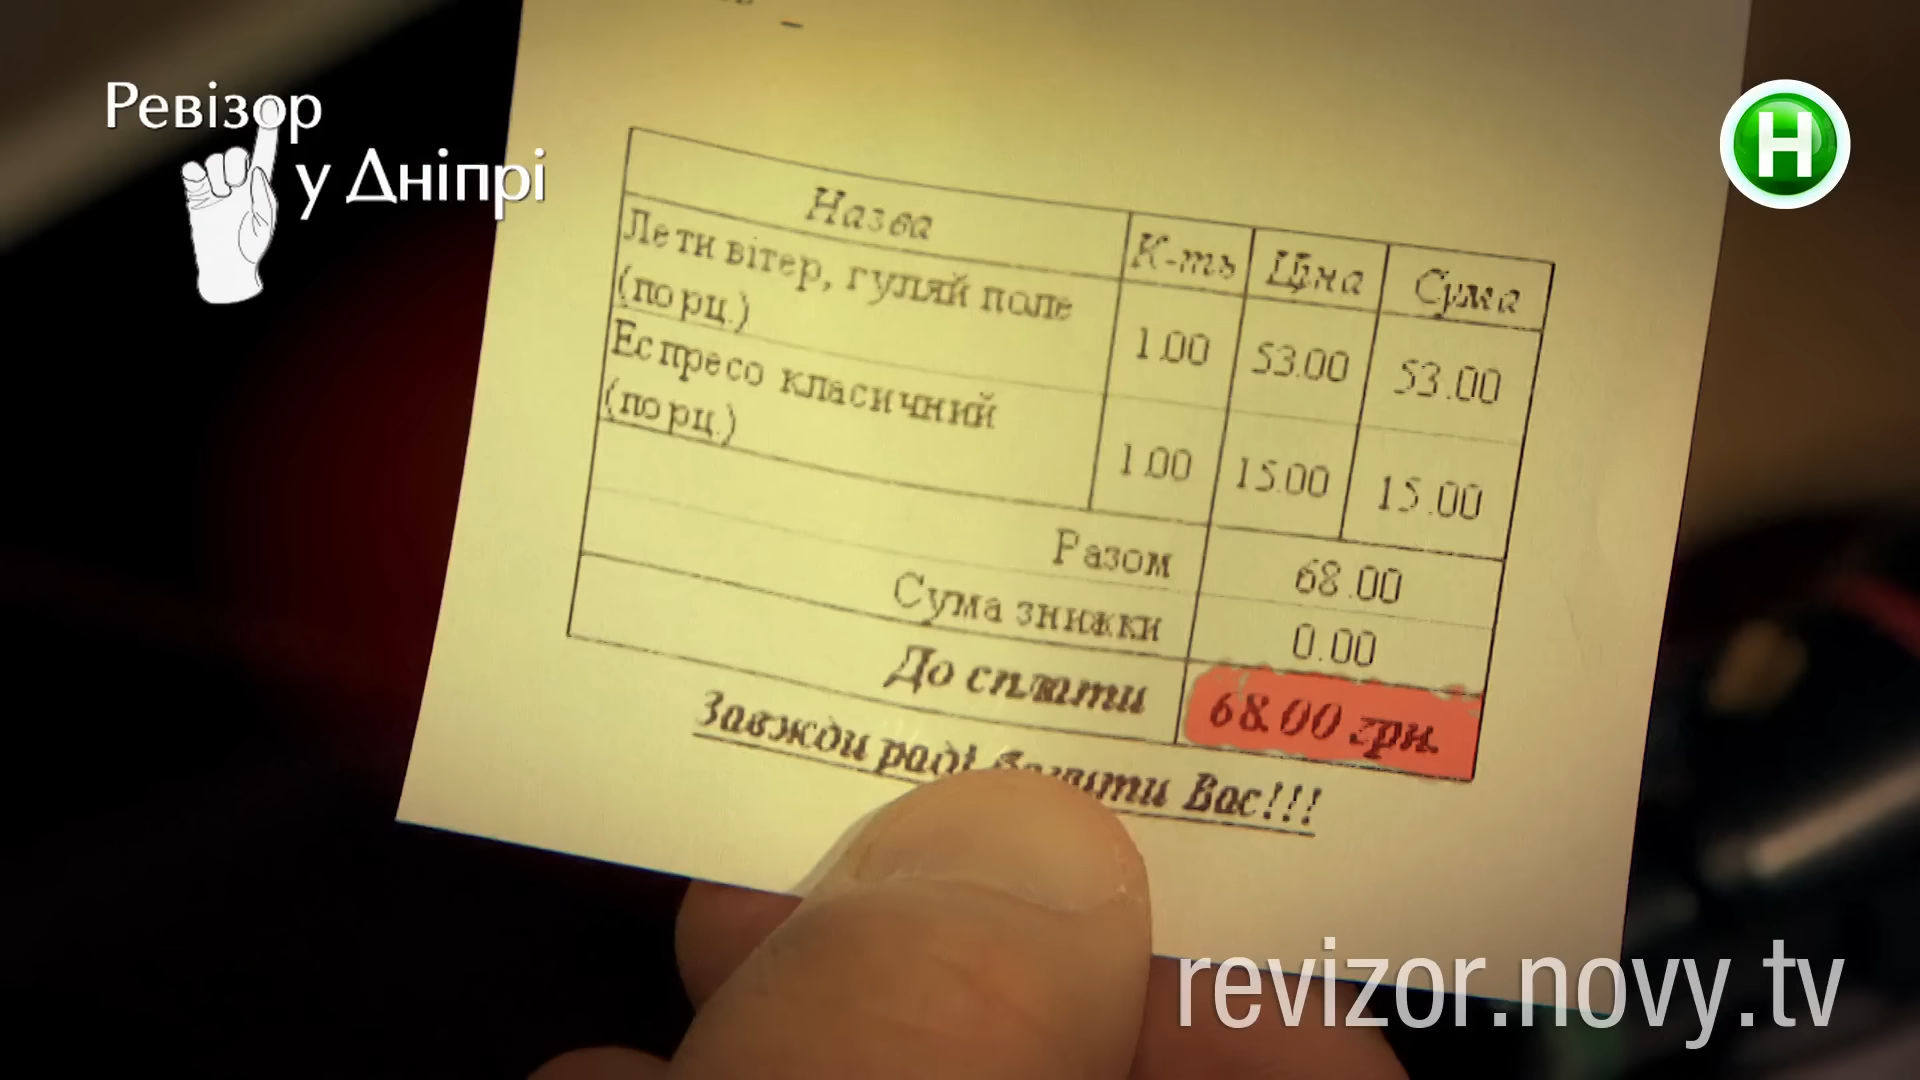 Ревізор
у Дніпрі
Н
Назва К-ть Ціна Сума
Лети вітер, гуляй поле
(порц.) 1.00 53.00 53.00
Еспресо класичний
(порц.) 1.00 15.00 15.00
Разом 68.00
Сума знижки 0.00
До сплати 68.00 грн.
Завжди раді бачити Вас!!!
revizor.novy.tv